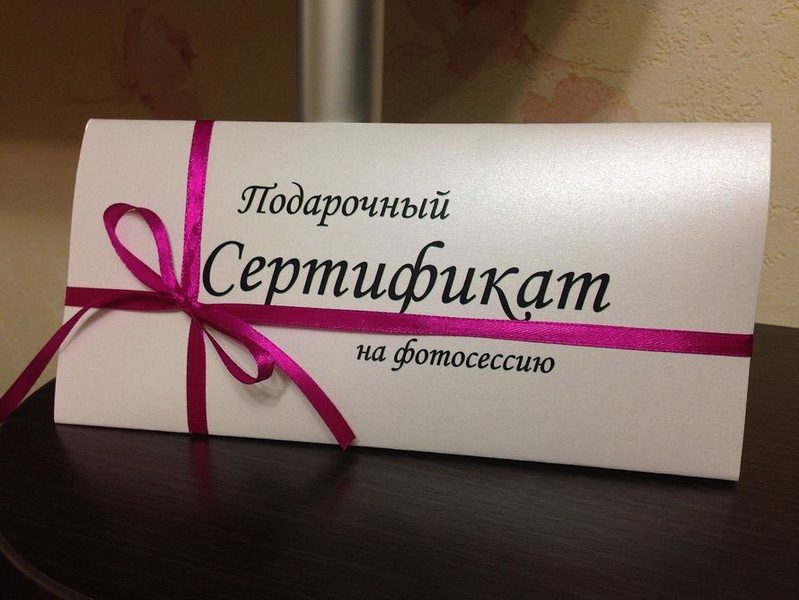 Подарочный
Сертификат
на фотосессию